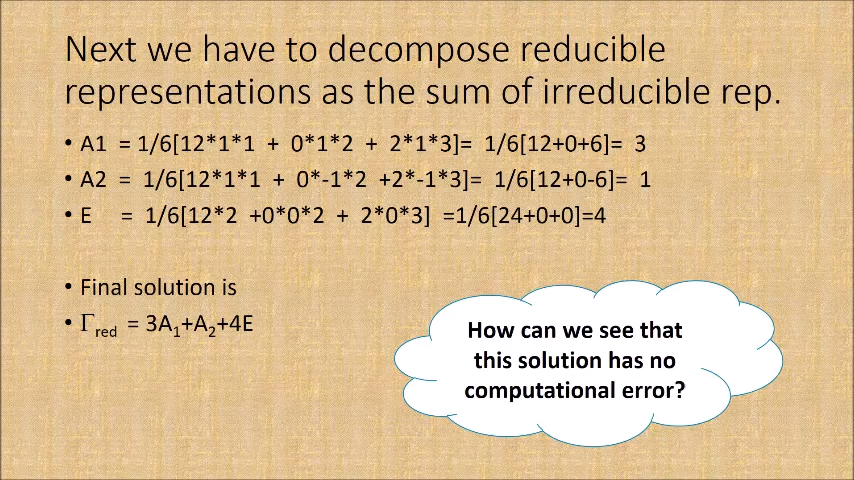 Next we have to decompose reducible
representations as the sum of irreducible rep.
• A1 = 1/6[12*1*1 + 0*1*2 + 2*1*3]= 1/6[12+0+6]= 3
• A2 = 1/6[12*1*1 + 0*-1*2 +2*-1*3]= 1/6[12+0-6]= 1
• E = 1/6[12*2 +0*0*2 + 2*0*3] =1/6[24+0+0]=4
• Final solution is
• Γred = 3A1+A2+4E
How can we see that
this solution has no
computational error?